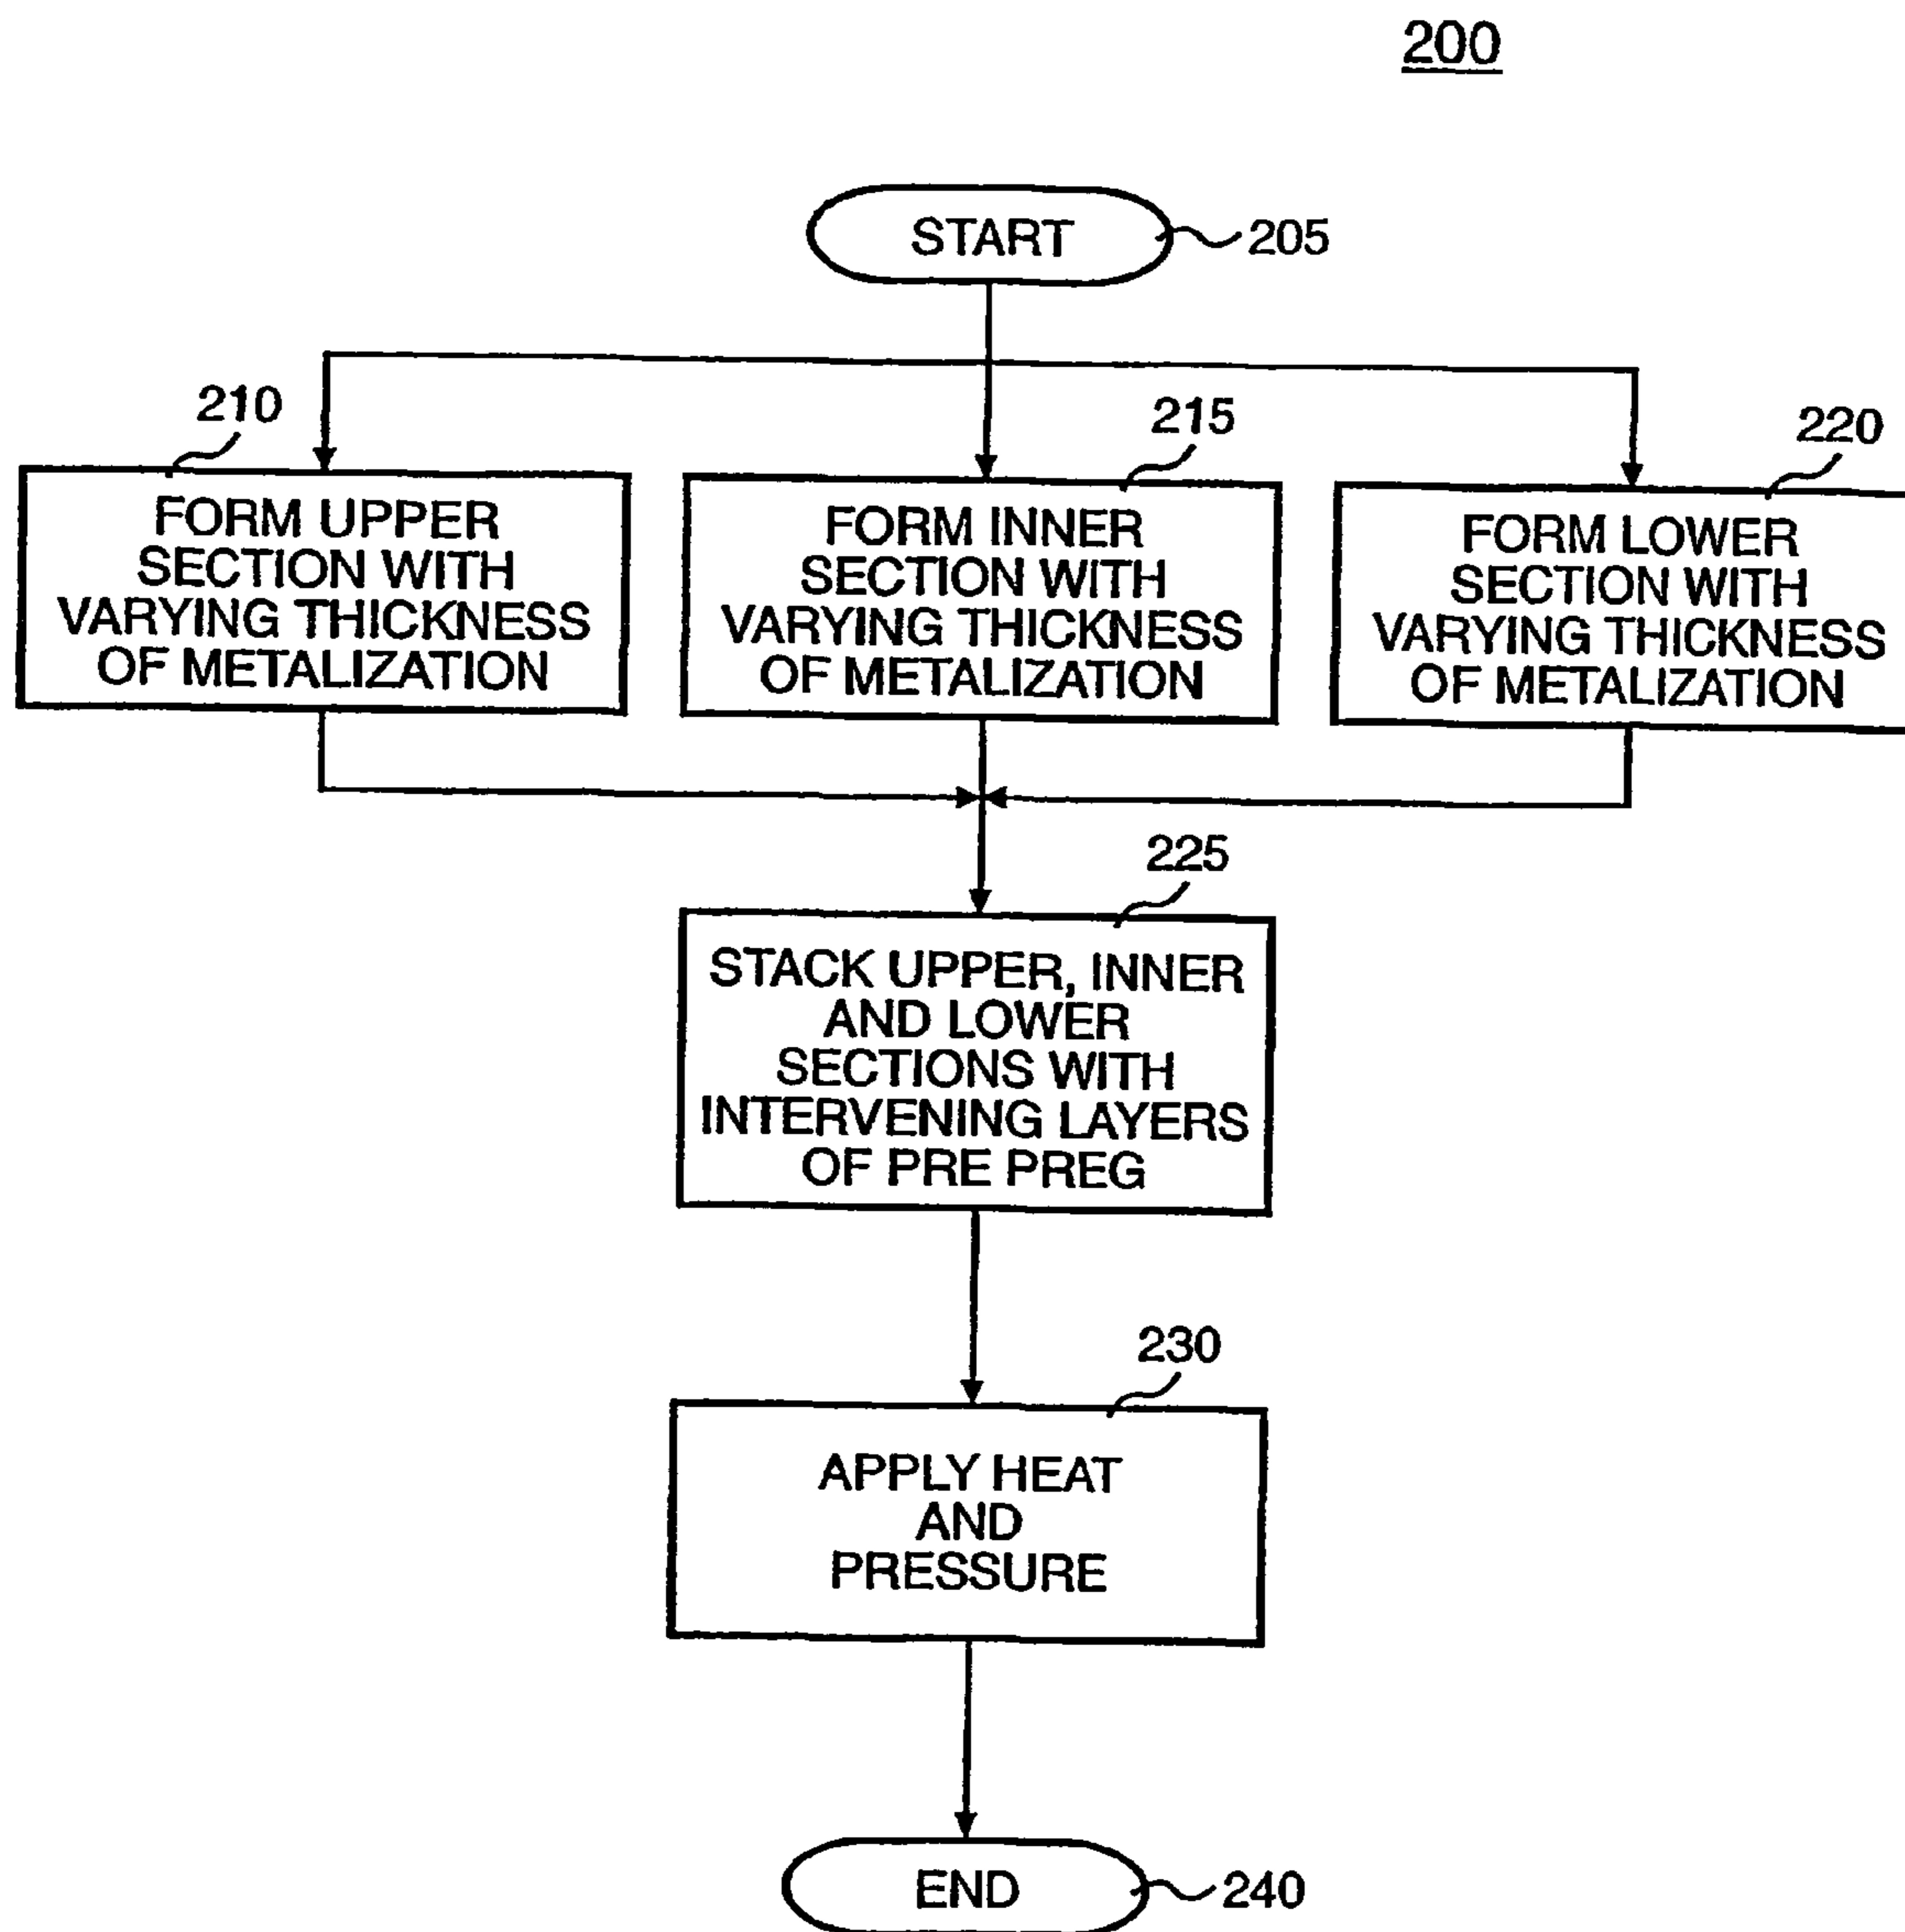 200
START
205
210
FORM UPPER
SECTION WITH
VARYING THICKNESS
OF METALIZATION
215
FORM INNER
SECTION WITH
VARYING THICKNESS
OF METALIZATION
220
FORM LOWER
SECTION WITH
VARYING THICKNESS
OF METALIZATION
225
STACK UPPER, INNER
AND LOWER
SECTIONS WITH
INTERVENING LAYERS
OF PRE PREG
230
APPLY HEAT
AND
PRESSURE
END
240